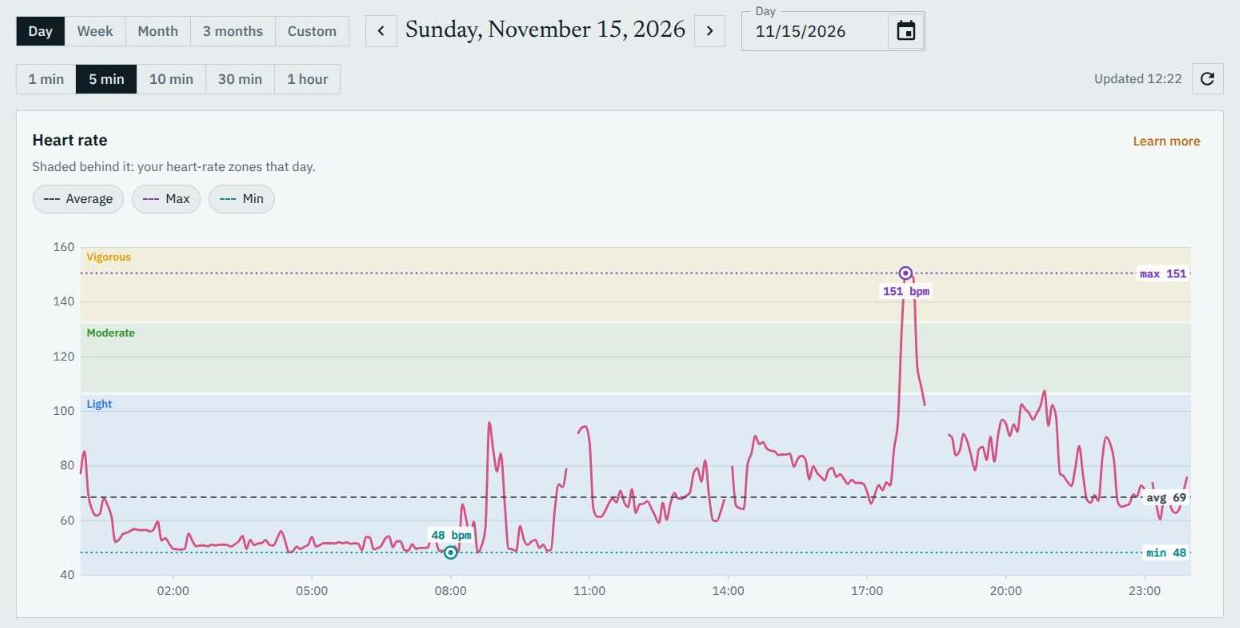 Day Week Month 3 months Custom Sunday, November 15, 2026 Day 11/15/2026
1 min 5 min 10 min 30 min 1 hour Updated 12:22
Heart rate Learn more
Shaded behind it: your heart-rate zones that day.
Average Max Min
160
Vigorous
max 151
151 bpm
140
Moderate
120
Light
100
80
avg 69
60
48 bpm
min 48
40
02:00 05:00 08:00 11:00 14:00 17:00 20:00 23:00